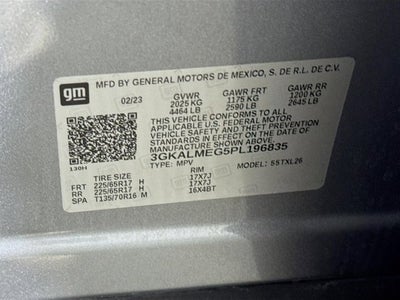 gm
MFD BY GENERAL MOTORS DE MEXICO, S. DE R.L. DE C.V.
02/23 GVWR GAWR FRT GAWR RR
2025 KG 1175 KG 1200 KG
4464 LB 2590 LB 2645 LB
THIS VEHICLE CONFORMS TO ALL
APPLICABLE U.S. FEDERAL MOTOR
VEHICLE SAFETY AND THEFT PREVENTION
STANDARDS IN EFFECT ON THE DATE OF
MANUFACTURE SHOWN ABOVE.
3GKALMEG5PL196835
130H TYPE: MPV MODEL: 5STXL26
TIRE SIZE RIM
FRT 225/65R17 H 17X7J
RR 225/65R17 H 17X7J
SPA T135/70R16 M 16X4BT